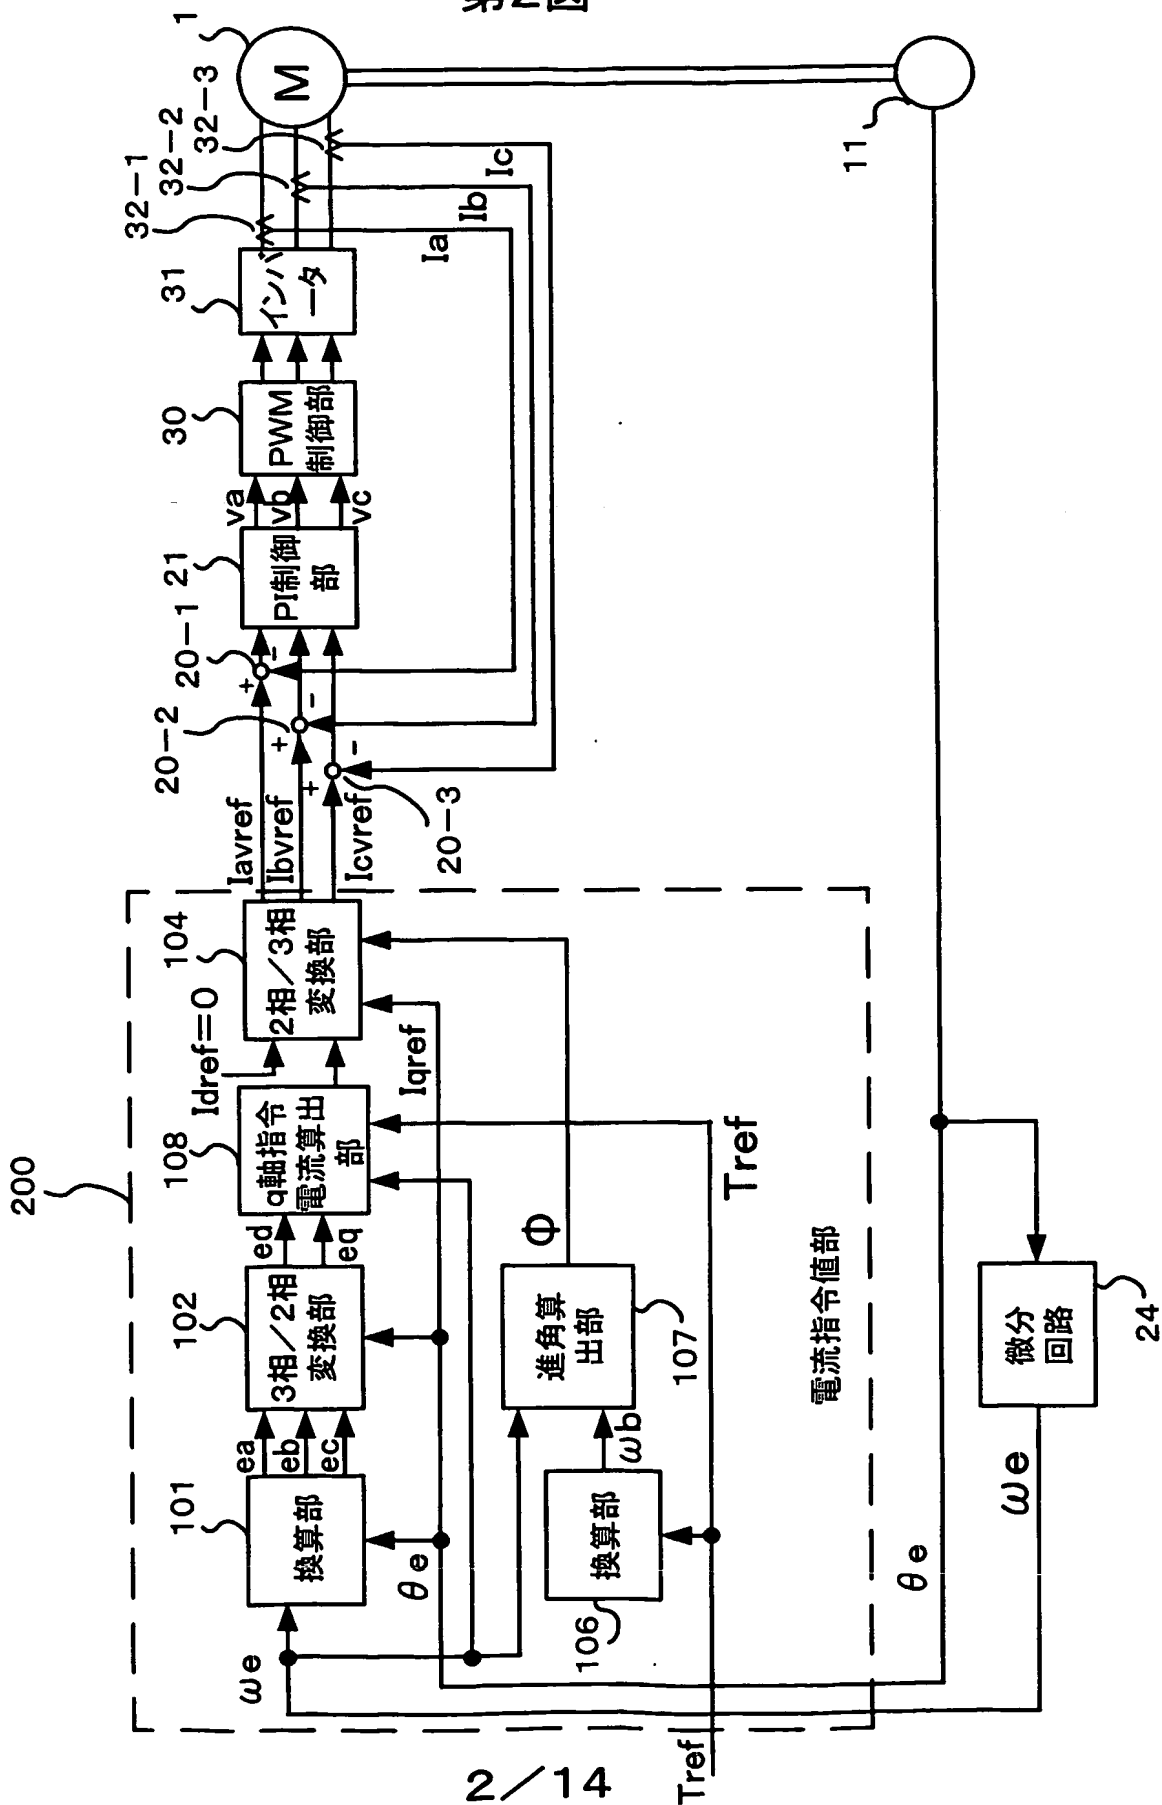 第2図
200
101
換算部
ωe
θe
ea
eb
ec
102
3相/2相
変換部
ed
eq
108
q軸指令
電流算出
部
Idref=0
Iqref
104
2相/3相
変換部
Iavref
Ibvref
Icvref
20-1
20-2
20-3
+
-
+
-
+
-
21
PI制御
部
va
vb
vc
30
PWM
制御部
31
インバ
ータ
32-1
32-2
32-3
Ia
Ib
Ic
1
M
11
106
換算部
ωb
進角算
出部
107
Φ
Tref
Tref
電流指令値部
θe
ωe
微分
回路
24
2/14